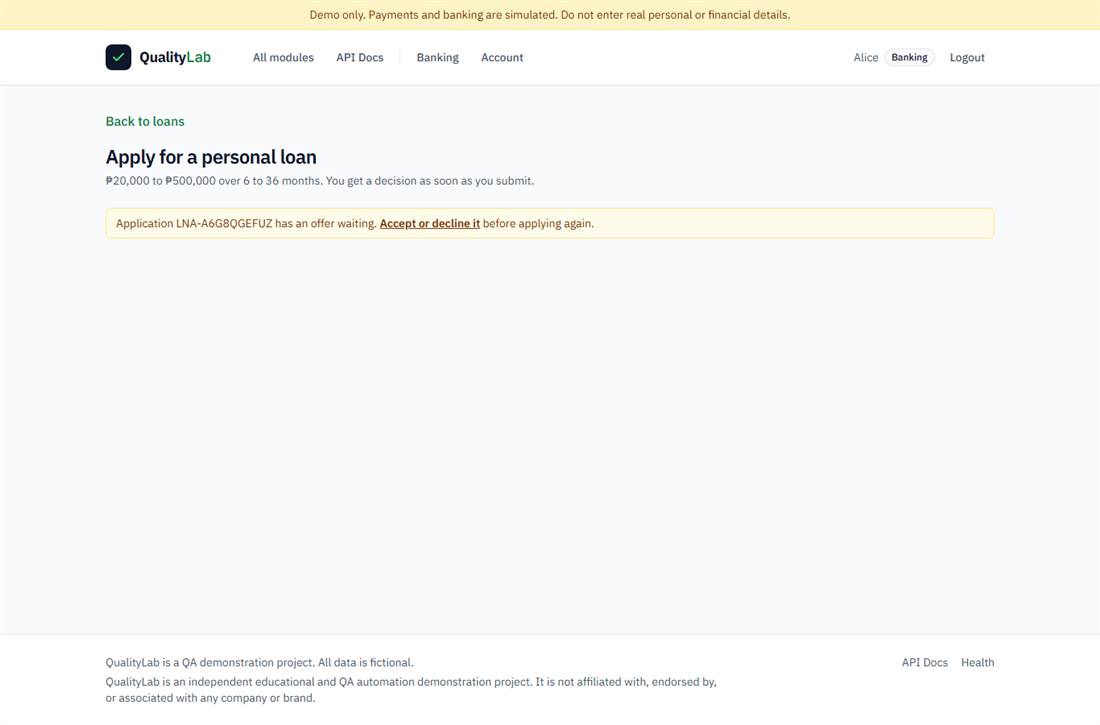 Demo only. Payments and banking are simulated. Do not enter real personal or financial details.
QualityLab All modules API Docs Banking Account Alice Banking Logout
Back to loans
Apply for a personal loan
₱20,000 to ₱500,000 over 6 to 36 months. You get a decision as soon as you submit.
Application LNA-A6G8QGEFUZ has an offer waiting. Accept or decline it before applying again.
QualityLab is a QA demonstration project. All data is fictional. API Docs Health
QualityLab is an independent educational and QA automation demonstration project. It is not affiliated with, endorsed by,
or associated with any company or brand.